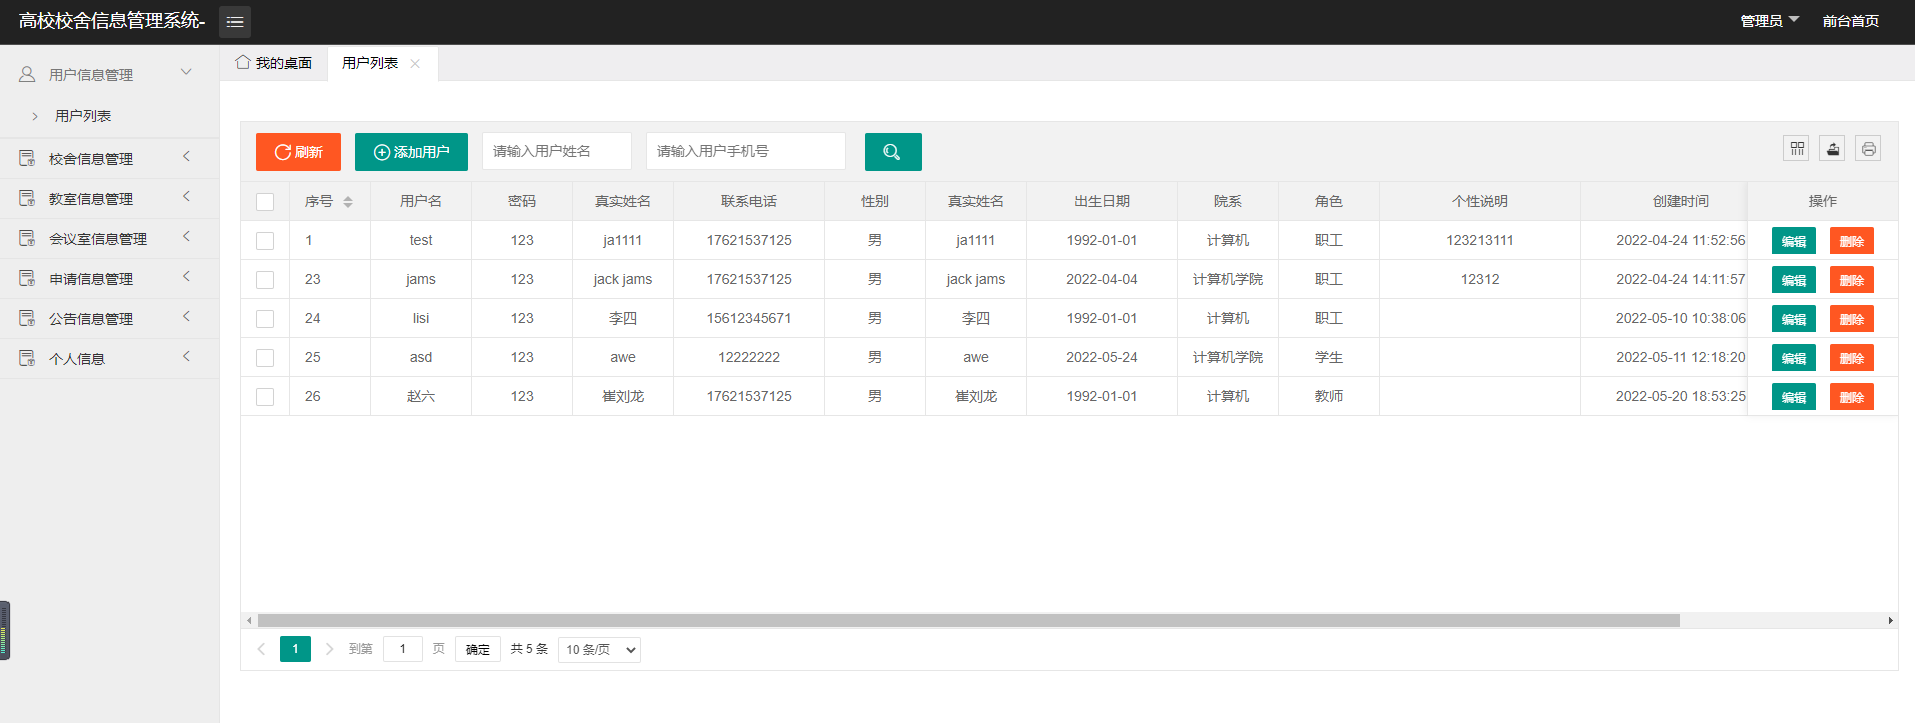 高校校舍信息管理系统-
管理员 前台首页
用户信息管理
用户列表
校舍信息管理
教室信息管理
会议室信息管理
申请信息管理
公告信息管理
个人信息
我的桌面 用户列表
刷新 添加用户 请输入用户姓名 请输入用户手机号
序号 用户名 密码 真实姓名 联系电话 性别 真实姓名 出生日期 院系 角色 个性说明 创建时间 操作
1 test 123 ja1111 17621537125 男 ja1111 1992-01-01 计算机 职工 123213111 2022-04-24 11:52:56 编辑 删除
23 jams 123 jack jams 17621537125 男 jack jams 2022-04-04 计算机学院 职工 12312 2022-04-24 14:11:57 编辑 删除
24 lisi 123 李四 15612345671 男 李四 1992-01-01 计算机 职工 2022-05-10 10:38:06 编辑 删除
25 asd 123 awe 12222222 男 awe 2022-05-24 计算机学院 学生 2022-05-11 12:18:20 编辑 删除
26 赵六 123 崔刘龙 17621537125 男 崔刘龙 1992-01-01 计算机 教师 2022-05-20 18:53:25 编辑 删除
1 到第 1 页 确定 共 5 条 10 条/页